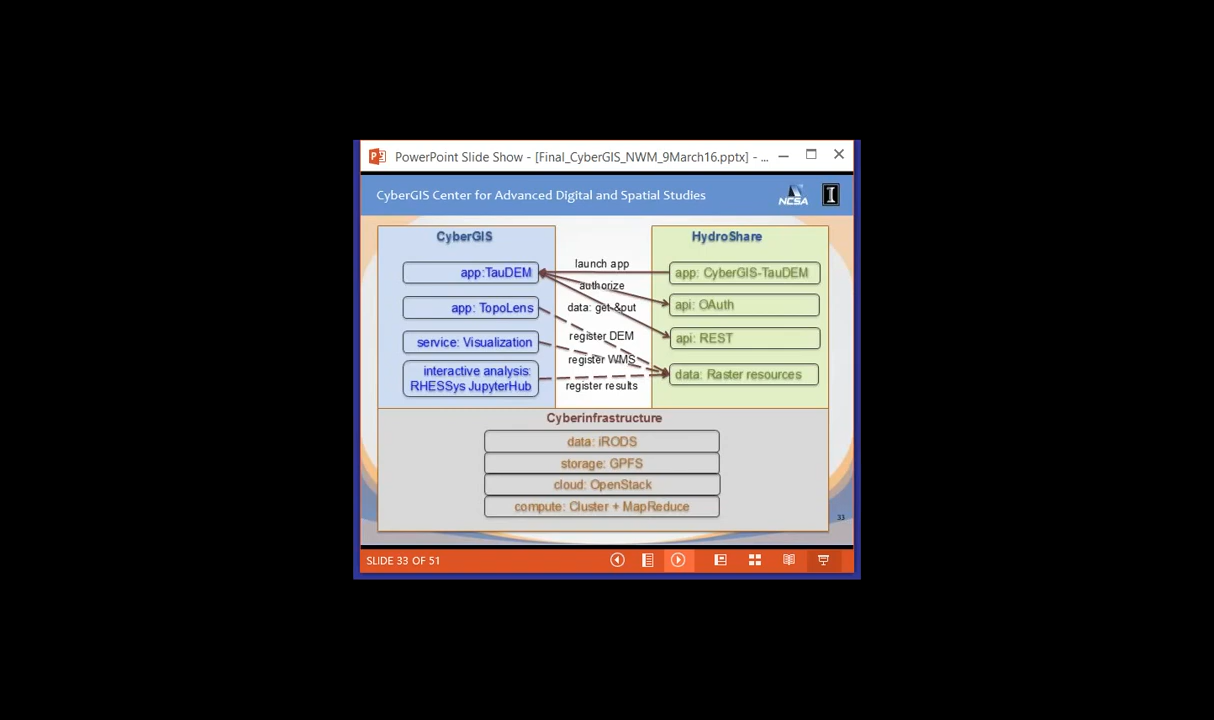 PowerPoint Slide Show - [Final_CyberGIS_NWM_9March16.pptx] - ...
CyberGIS Center for Advanced Digital and Spatial Studies
NCSA
I
CyberGIS
HydroShare
app:TauDEM
launch app
app: CyberGIS-TauDEM
authorize
app: TopoLens
data: get &put
api: OAuth
service: Visualization
register DEM
api: REST
register WMS
interactive analysis:
RHESSys JupyterHub
register results
data: Raster resources
Cyberinfrastructure
data: iRODS
storage: GPFS
cloud: OpenStack
compute: Cluster + MapReduce
33
SLIDE 33 OF 51